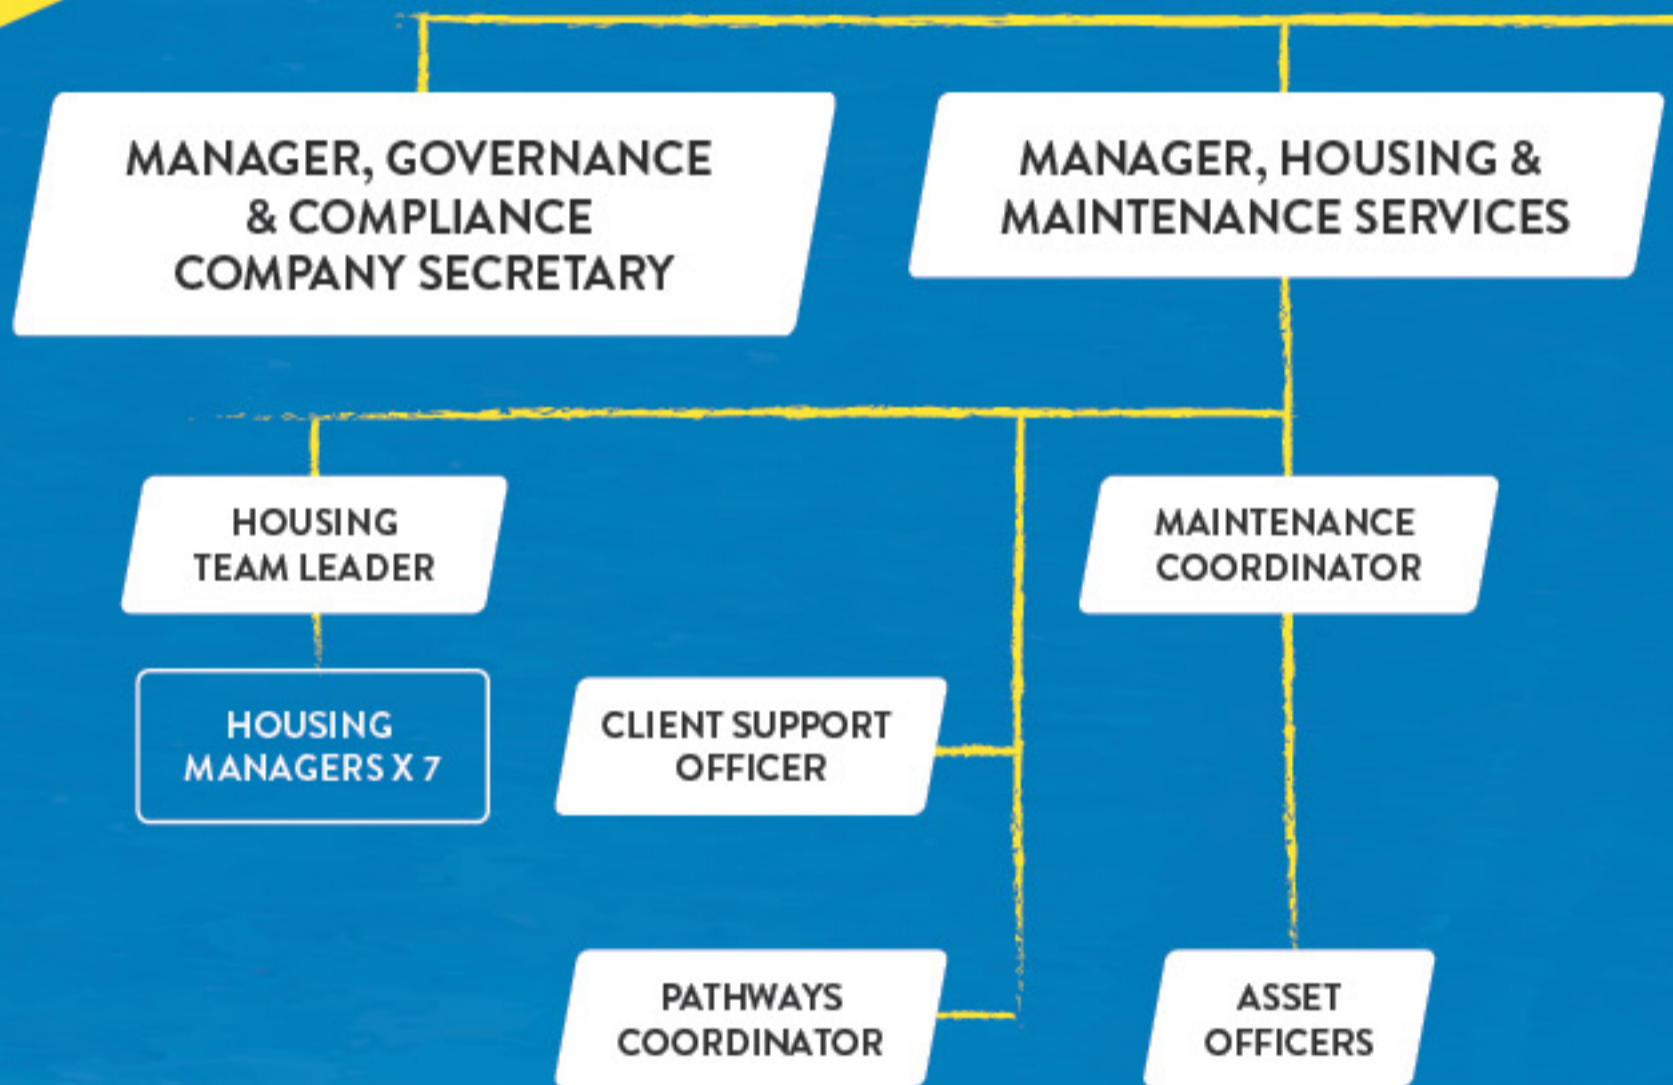 MANAGER, GOVERNANCE
& COMPLIANCE
COMPANY SECRETARY
MANAGER, HOUSING &
MAINTENANCE SERVICES
HOUSING
TEAM LEADER
MAINTENANCE
COORDINATOR
HOUSING
MANAGERS X 7
CLIENT SUPPORT
OFFICER
PATHWAYS
COORDINATOR
ASSET
OFFICERS